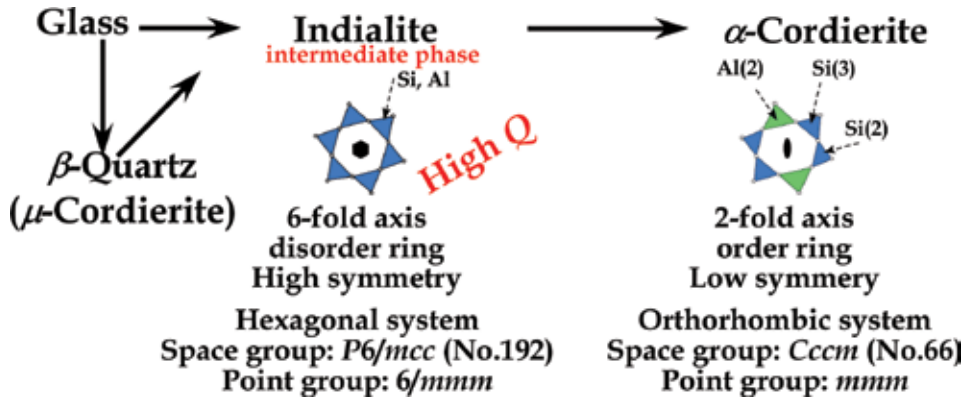 Glass
Indialite
α-Cordierite
intermediate phase
Si, Al
Al(2)
Si(3)
Si(2)
High Q
β-Quartz
(μ-Cordierite)
6-fold axis
disorder ring
High symmetry
2-fold axis
order ring
Low symmery
Hexagonal system
Space group: P6/mcc (No.192)
Point group: 6/mmm
Orthorhombic system
Space group: Cccm (No.66)
Point group: mmm